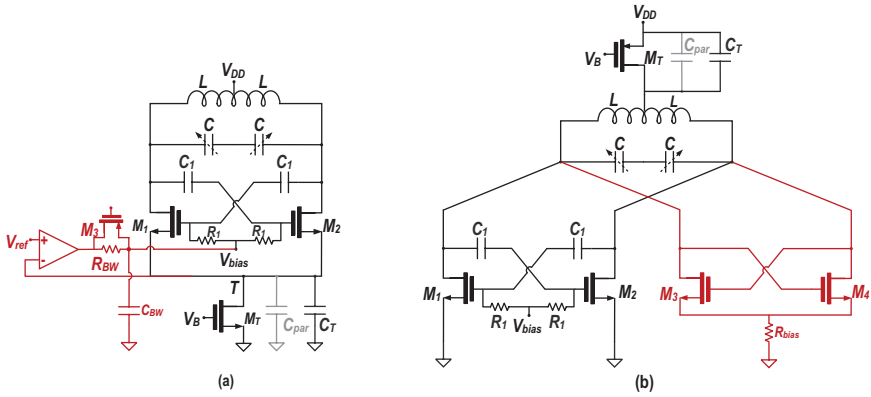 V_DD
L L
C C
C_1 C_1
M_1 M_2
R_1 R_1
V_bias
M_3
V_ref
+
-
R_BW
C_BW
T
V_B
M_T
C_par
C_T
(a)
V_DD
V_B
M_T
C_par
C_T
L L
C C
C_1 C_1
M_1 M_2
R_1 R_1
V_bias
M_3 M_4
R_bias
(b)